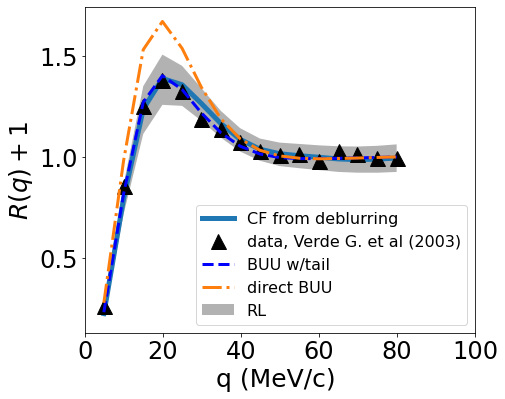 1.5
1.0
0.5
R(q) + 1
CF from deblurring
data, Verde G. et al (2003)
BUU w/tail
direct BUU
RL
0 20 40 60 80 100
q (MeV/c)